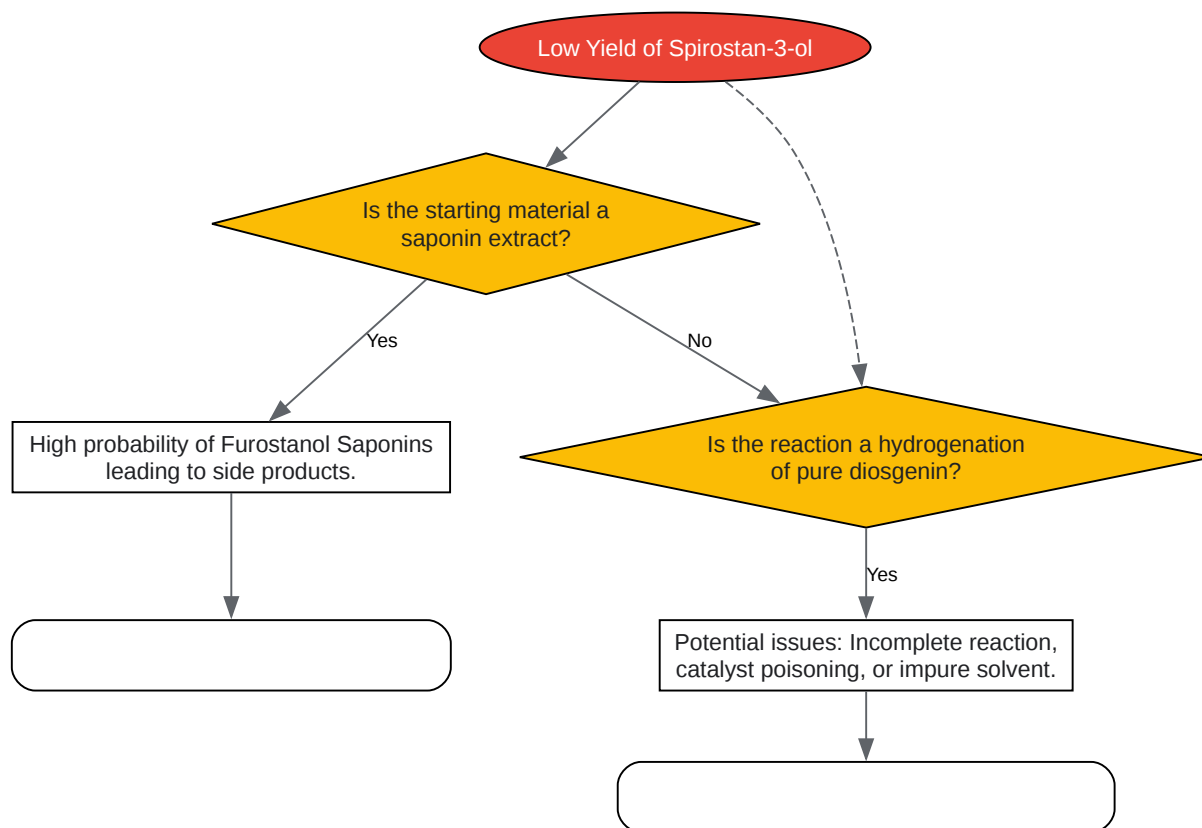 Low Yield of Spirostan-3-ol
Is the starting material a
saponin extract?
Yes
No
High probability of Furostanol Saponins
leading to side products.
Is the reaction a hydrogenation
of pure diosgenin?
Yes
Potential issues: Incomplete reaction,
catalyst poisoning, or impure solvent.